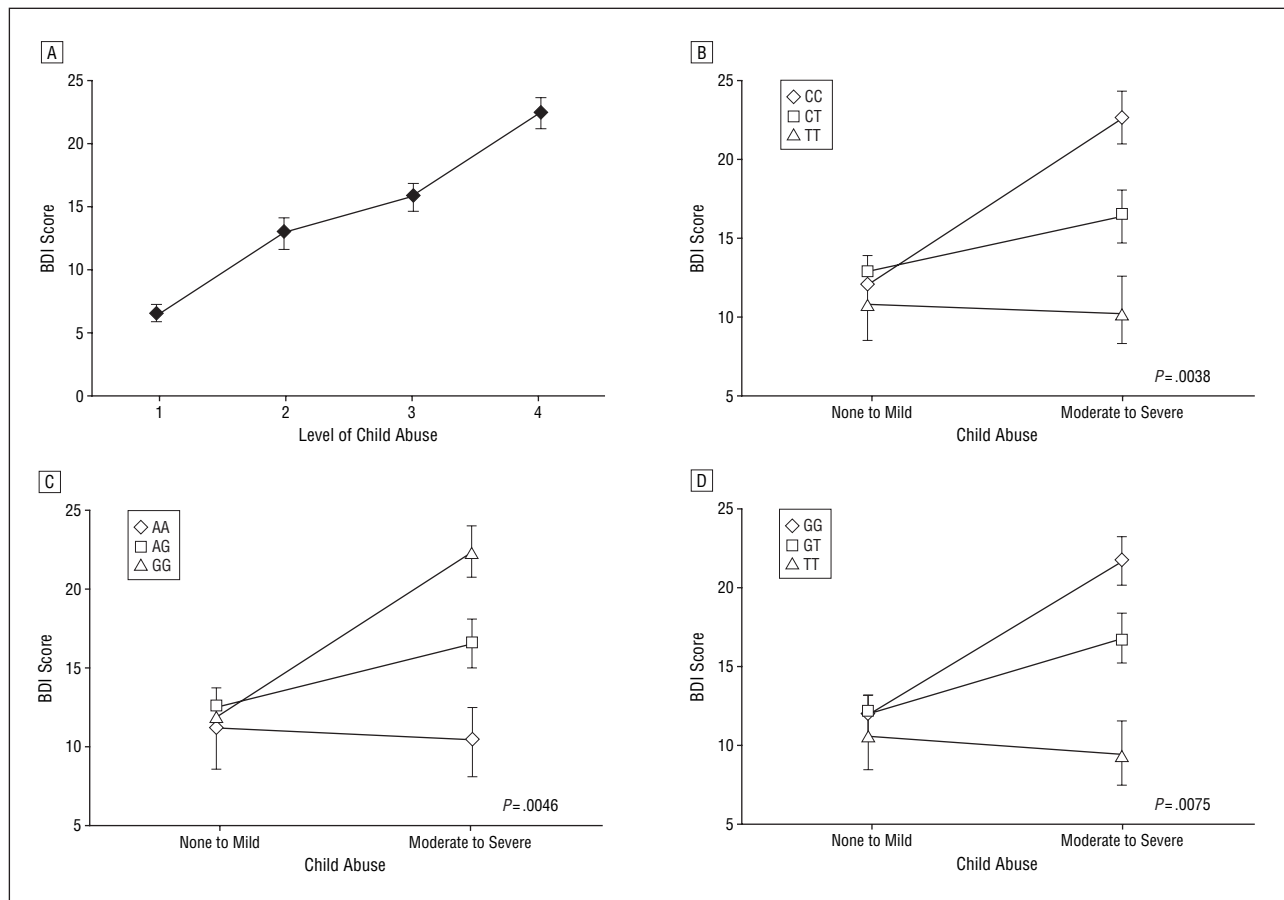 A
25
20
15
10
5
0
BDI Score
1 2 3 4
Level of Child Abuse
B
CC
CT
TT
25
20
15
10
5
BDI Score
P=.0038
None to Mild Moderate to Severe
Child Abuse
C
AA
AG
GG
25
20
15
10
5
BDI Score
P=.0046
None to Mild Moderate to Severe
Child Abuse
D
GG
GT
TT
25
20
15
10
5
BDI Score
P=.0075
None to Mild Moderate to Severe
Child Abuse